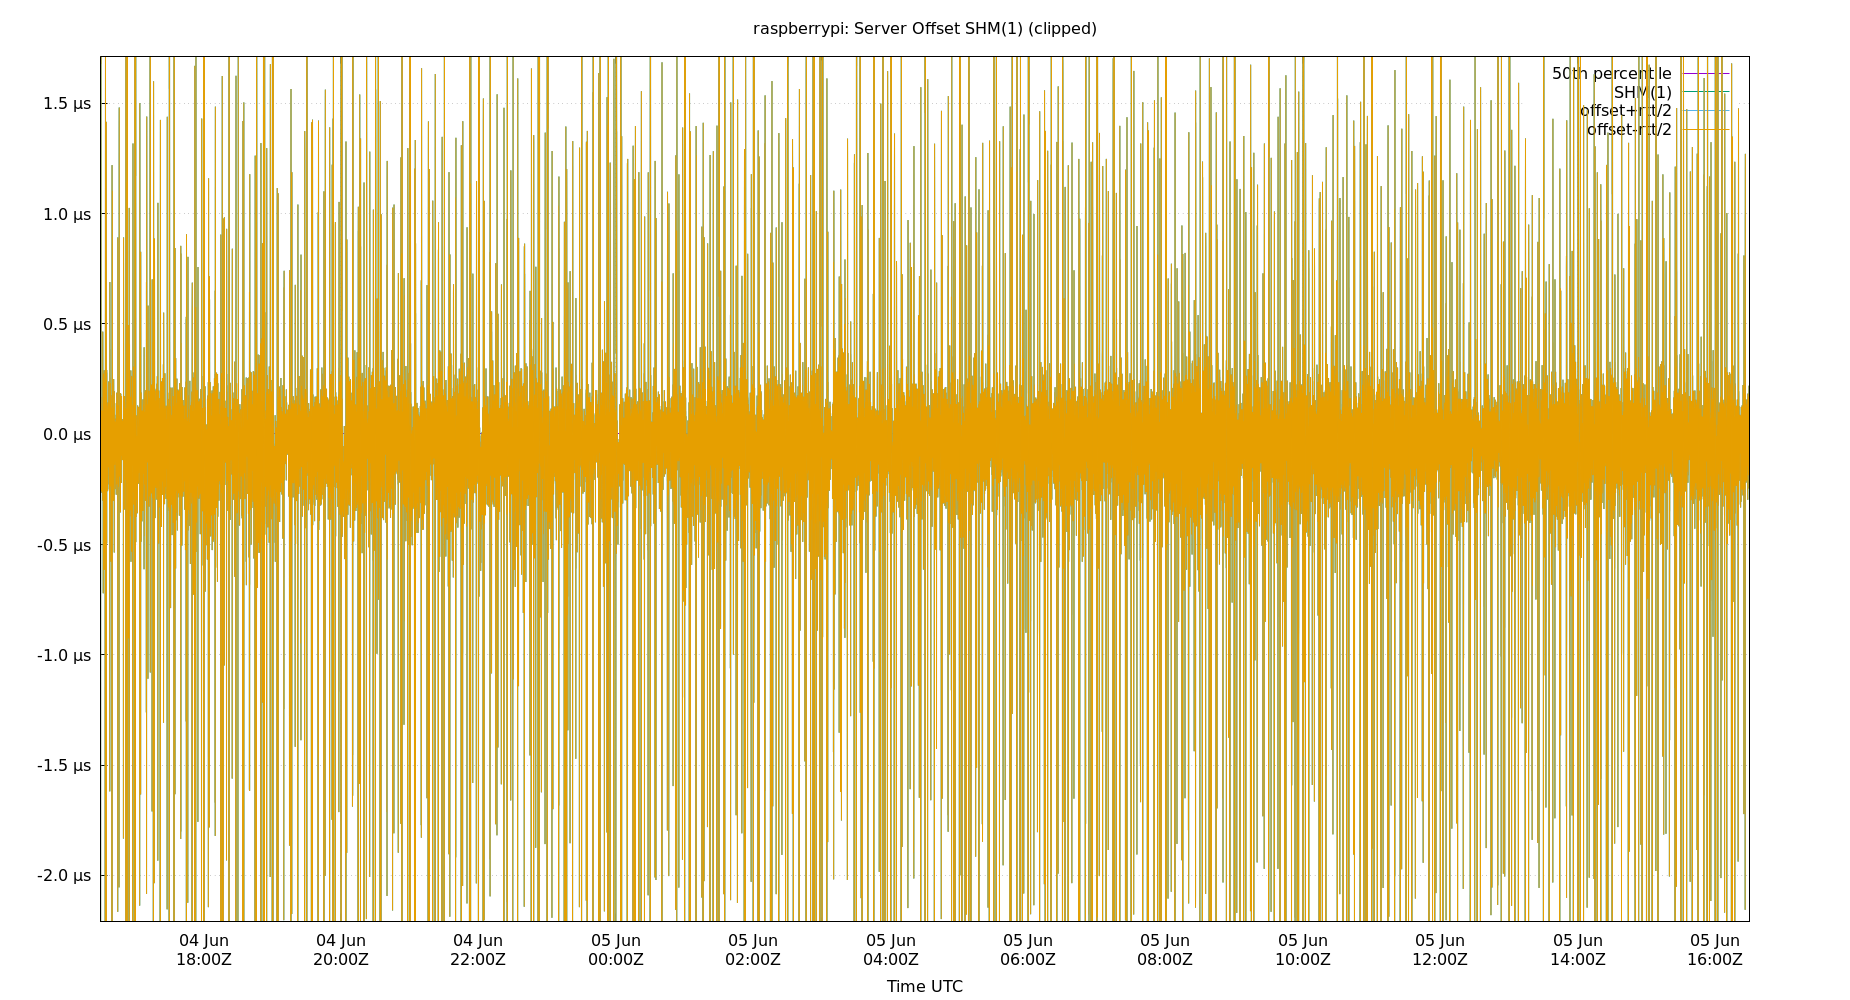 raspberrypi: Server Offset SHM(1) (clipped)
50th percentile
SHM(1)
offset+rtt/2
offset-rtt/2
1.5 µs
1.0 µs
0.5 µs
0.0 µs
-0.5 µs
-1.0 µs
-1.5 µs
-2.0 µs
04 Jun 04 Jun 04 Jun 05 Jun 05 Jun 05 Jun 05 Jun 05 Jun 05 Jun 05 Jun 05 Jun 05 Jun
18:00Z 20:00Z 22:00Z 00:00Z 02:00Z 04:00Z 06:00Z 08:00Z 10:00Z 12:00Z 14:00Z 16:00Z
Time UTC